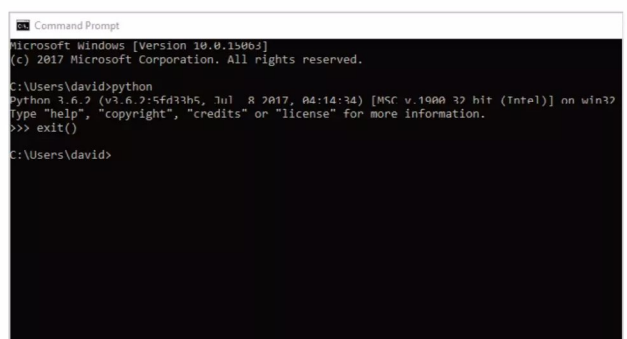 Command Prompt
Microsoft Windows [Version 10.0.15063]
(c) 2017 Microsoft Corporation. All rights reserved.
C:\Users\david>python
Python 3.6.2 (v3.6.2:5fd33b5, Jul  8 2017, 04:14:34) [MSC v.1900 32 bit (Intel)] on win32
Type "help", "copyright", "credits" or "license" for more information.
>>> exit()
C:\Users\david>